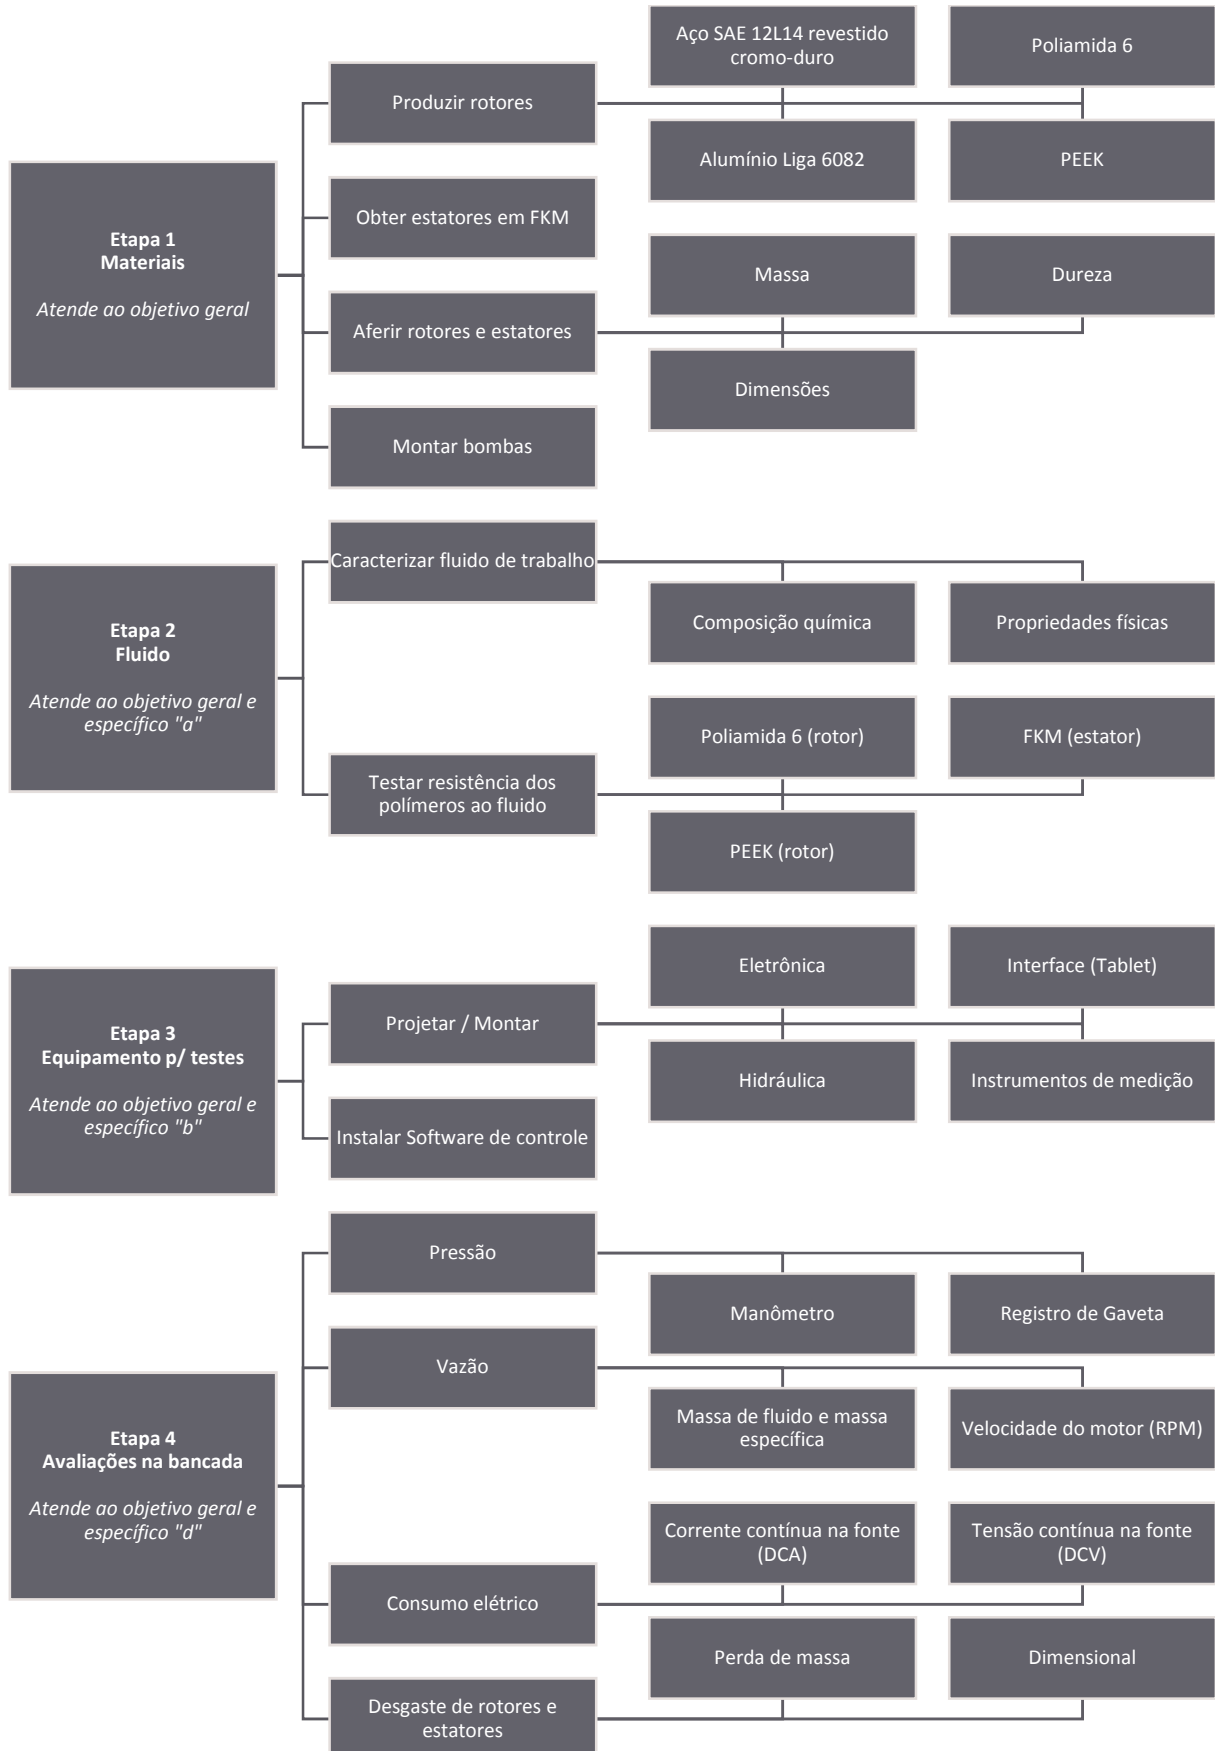 Etapa 1
Materiais
Atende ao objetivo geral
Produzir rotores
Aço SAE 12L14 revestido
cromo-duro
Poliamida 6
Alumínio Liga 6082
PEEK
Obter estatores em FKM
Aferir rotores e estatores
Massa
Dureza
Dimensões
Montar bombas
Etapa 2
Fluido
Atende ao objetivo geral e
específico "a"
Caracterizar fluido de trabalho
Composição química
Propriedades físicas
Testar resistência dos
polímeros ao fluido
Poliamida 6 (rotor)
FKM (estator)
PEEK (rotor)
Etapa 3
Equipamento p/ testes
Atende ao objetivo geral e
específico "b"
Projetar / Montar
Eletrônica
Interface (Tablet)
Hidráulica
Instrumentos de medição
Instalar Software de controle
Etapa 4
Avaliações na bancada
Atende ao objetivo geral e
específico "d"
Pressão
Manômetro
Registro de Gaveta
Vazão
Massa de fluido e massa
específica
Velocidade do motor (RPM)
Consumo elétrico
Corrente contínua na fonte
(DCA)
Tensão contínua na fonte
(DCV)
Desgaste de rotores e
estatores
Perda de massa
Dimensional